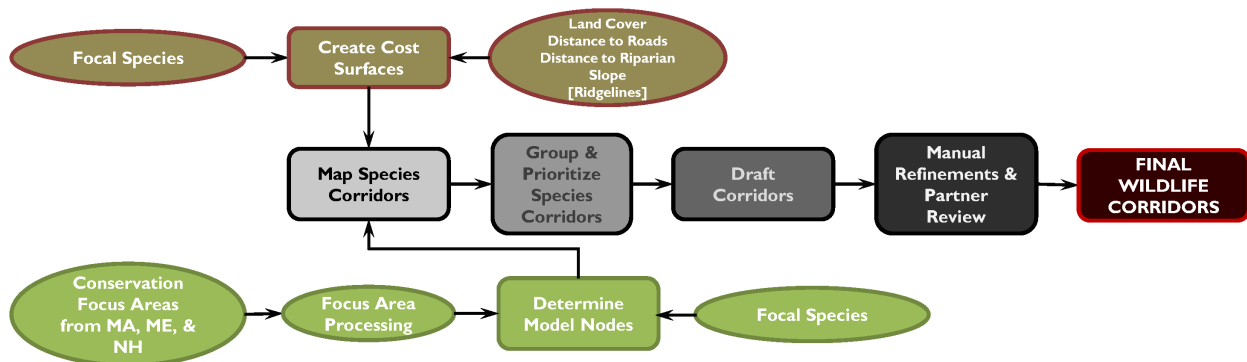 Focal Species
Create Cost
Surfaces
Land Cover
Distance to Roads
Distance to Riparian
Slope
[Ridgelines]
Map Species
Corridors
Group &
Prioritize
Species
Corridors
Draft
Corridors
Manual
Refinements &
Partner
Review
FINAL
WILDLIFE
CORRIDORS
Conservation
Focus Areas
from MA, ME, &
NH
Focus Area
Processing
Determine
Model Nodes
Focal Species